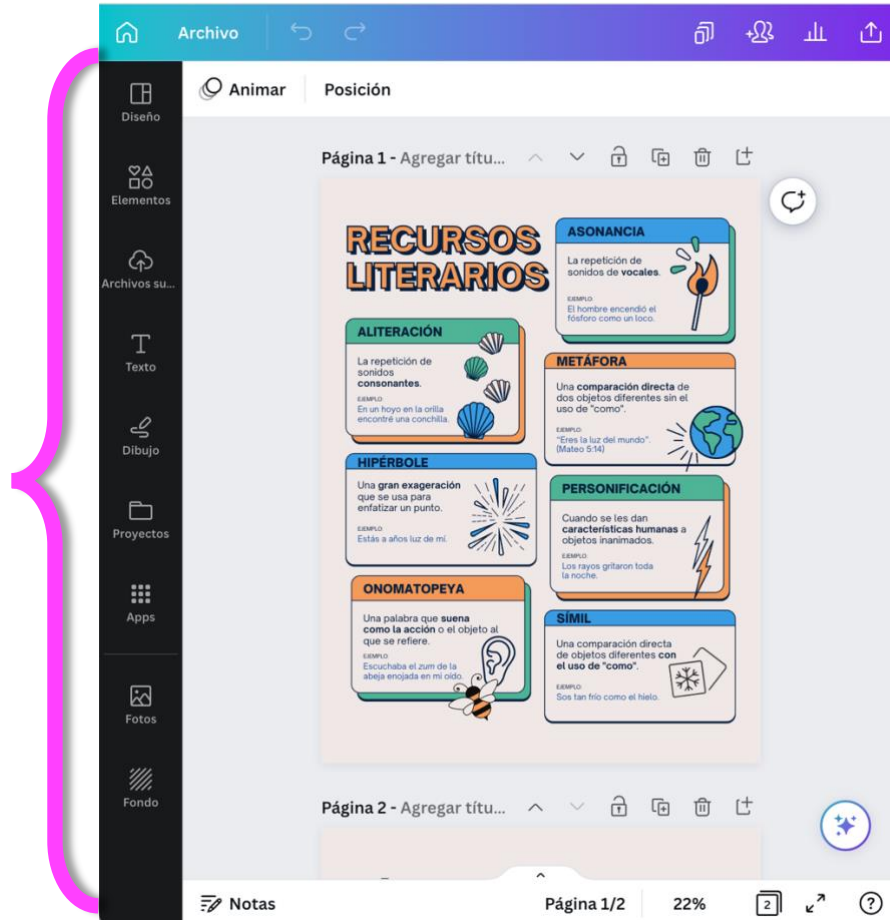 Archivo
Animar
Posición
Diseño
Elementos
Archivos su...
Texto
Dibujo
Proyectos
Apps
Fotos
Fondo
Página 1 - Agregar títu...
RECURSOS
LITERARIOS
ASONANCIA
La repetición de
sonidos de vocales.
EJEMPLO
El hombre encendió el
fósforo como un loco.
ALITERACIÓN
La repetición de
sonidos
consonantes.
EJEMPLO
En un hoyo en la orilla
encontré una conchilla.
METÁFORA
Una comparación directa de
dos objetos diferentes sin el
uso de "como".
EJEMPLO
"Eres la luz del mundo".
(Mateo 5:14)
HIPÉRBOLE
Una gran exageración
que se usa para
enfatizar un punto.
EJEMPLO
Estás a años luz de mí.
PERSONIFICACIÓN
Cuando se les dan
características humanas a
objetos inanimados.
EJEMPLO
Los rayos gritaron toda
la noche.
ONOMATOPEYA
Una palabra que suena
como la acción o el objeto al
que se refiere.
EJEMPLO
Escuchaba el zum de la
abeja enojada en mi oído.
SÍMIL
Una comparación directa
de objetos diferentes con
el uso de "como".
EJEMPLO
Sos tan frío como el hielo.
Página 2 - Agregar títu...
Notas
Página 1/2
22%
2
?